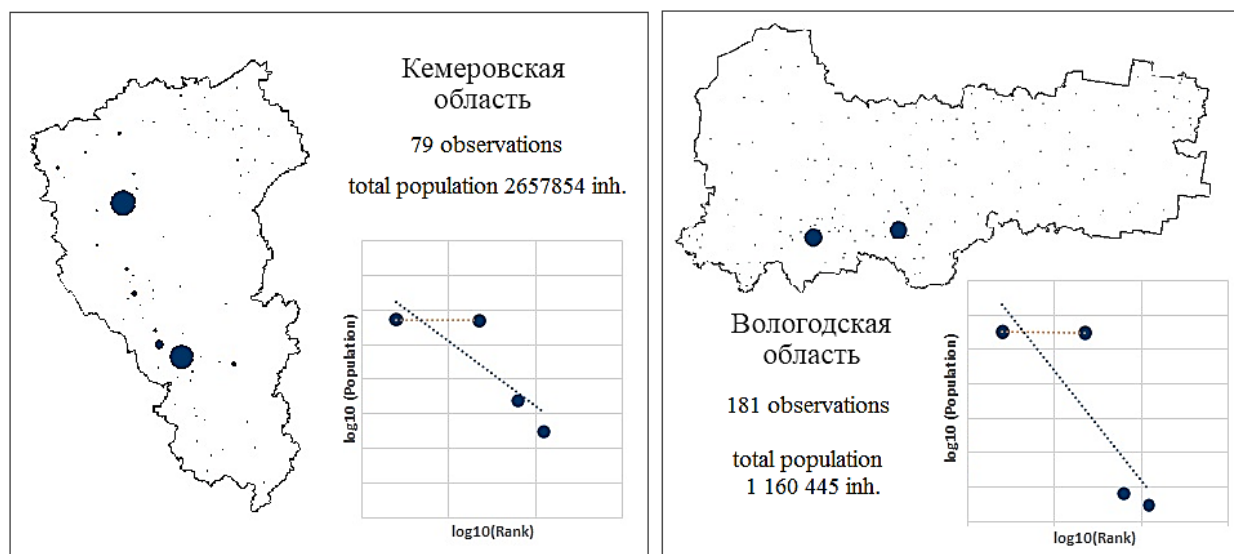 Кемеровская
область
79 observations
total population 2657854 inh.
log10 (Population)
log10(Rank)
Вологодская
область
181 observations
total population
1 160 445 inh.
log10 (Population)
log10(Rank)